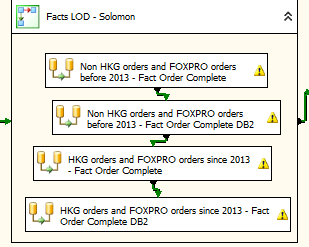 Facts LOD - Solomon
Non HKG orders and FOXPRO orders
before 2013 - Fact Order Complete
Non HKG orders and FOXPRO orders
before 2013 - Fact Order Complete DB2
HKG orders and FOXPRO orders since 2013 -
Fact Order Complete
HKG orders and FOXPRO orders since 2013 - Fact
Order Complete DB2